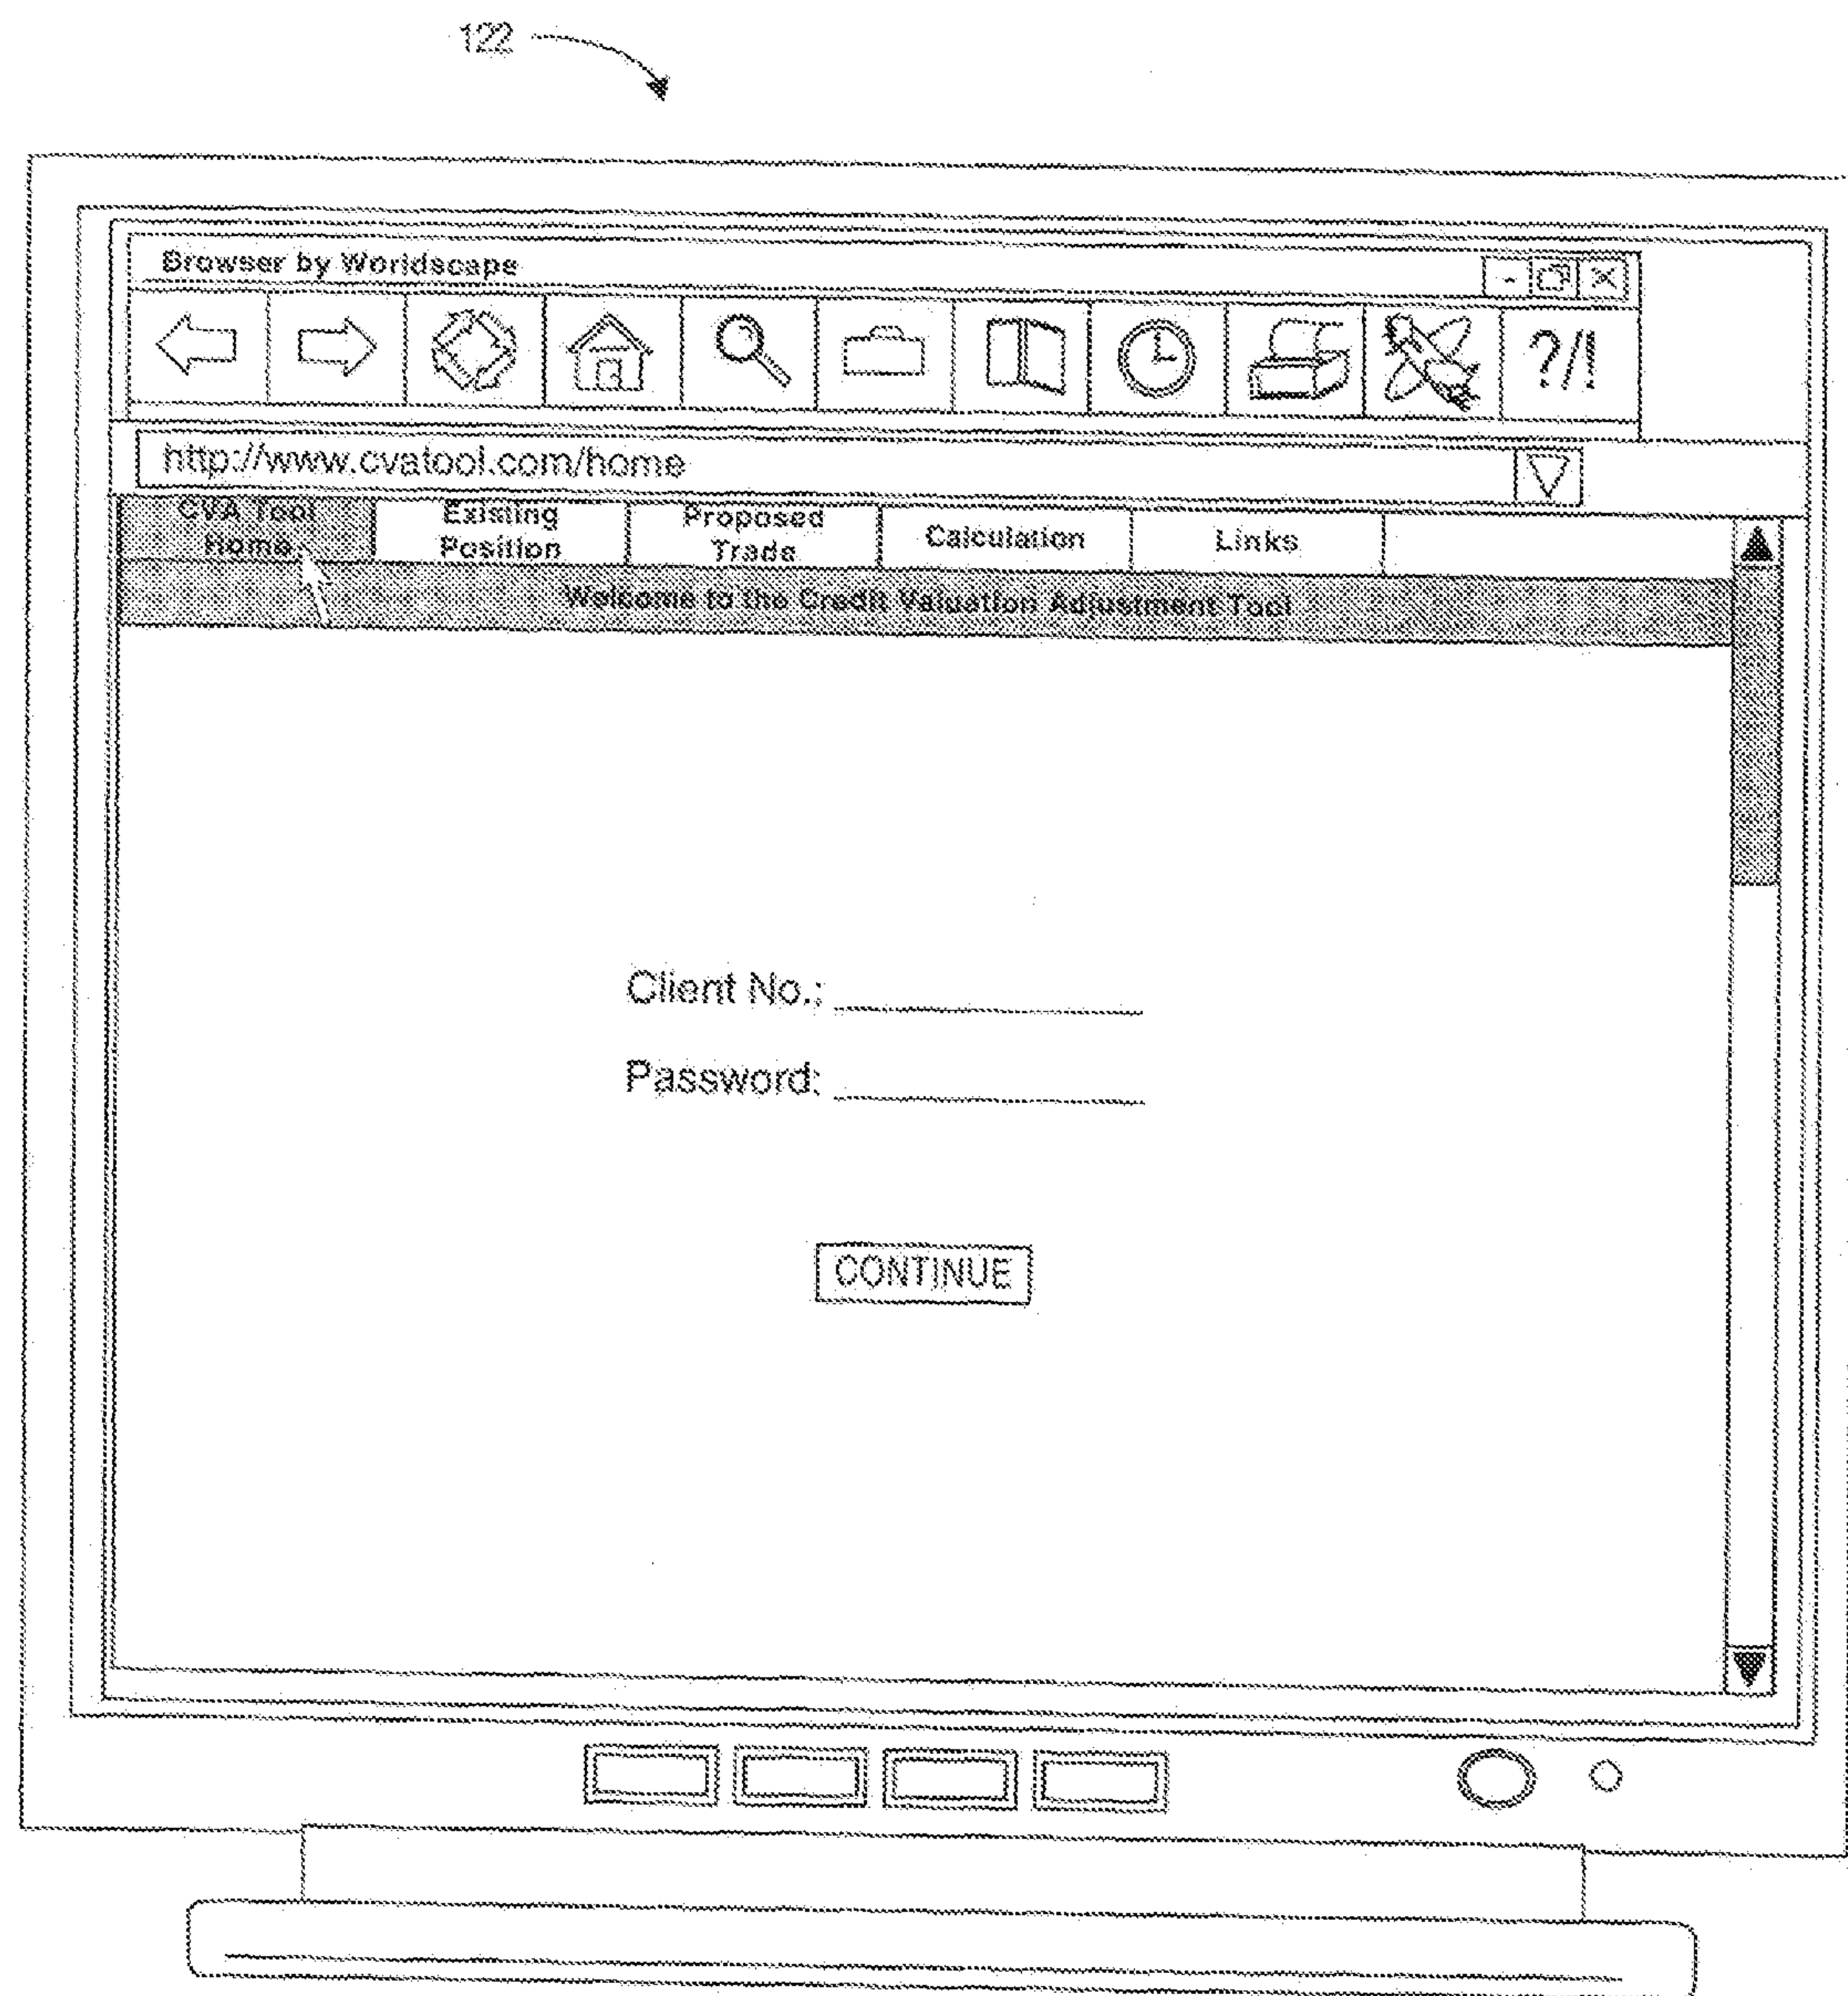 122
Browser by Worldscape
?/!
http://www.cvatool.com/home
CVA Tool
Home
Existing
Position
Proposed
Trade
Calculation
Links
Welcome to the Credit Valuation Adjustment Tool
Client No.:
Password:
CONTINUE